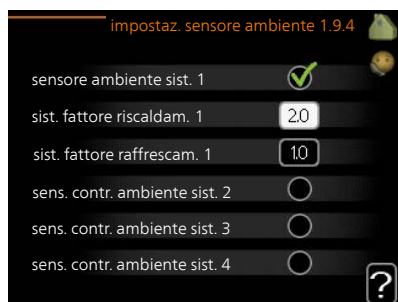 impostaz. sensore ambiente 1.9.4
sensore ambiente sist. 1
sist. fattore riscaldam. 1 2.0
sist. fattore raffrescam. 1 1.0
sens. contr. ambiente sist. 2
sens. contr. ambiente sist. 3
sens. contr. ambiente sist. 4
?